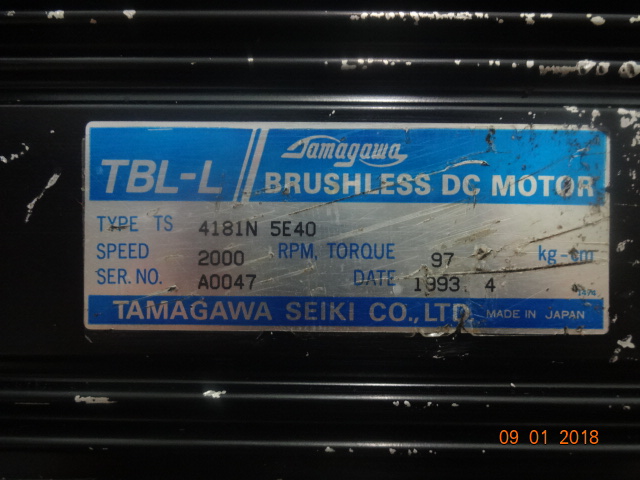 Tamagawa
TBL-L BRUSHLESS DC MOTOR
TYPE TS 4181N 5E40
SPEED 2000 RPM, TORQUE 97 kg-cm
SER. NO. A0047 DATE 1993. 4
TAMAGAWA SEIKI CO., LTD. MADE IN JAPAN
09 01 2018